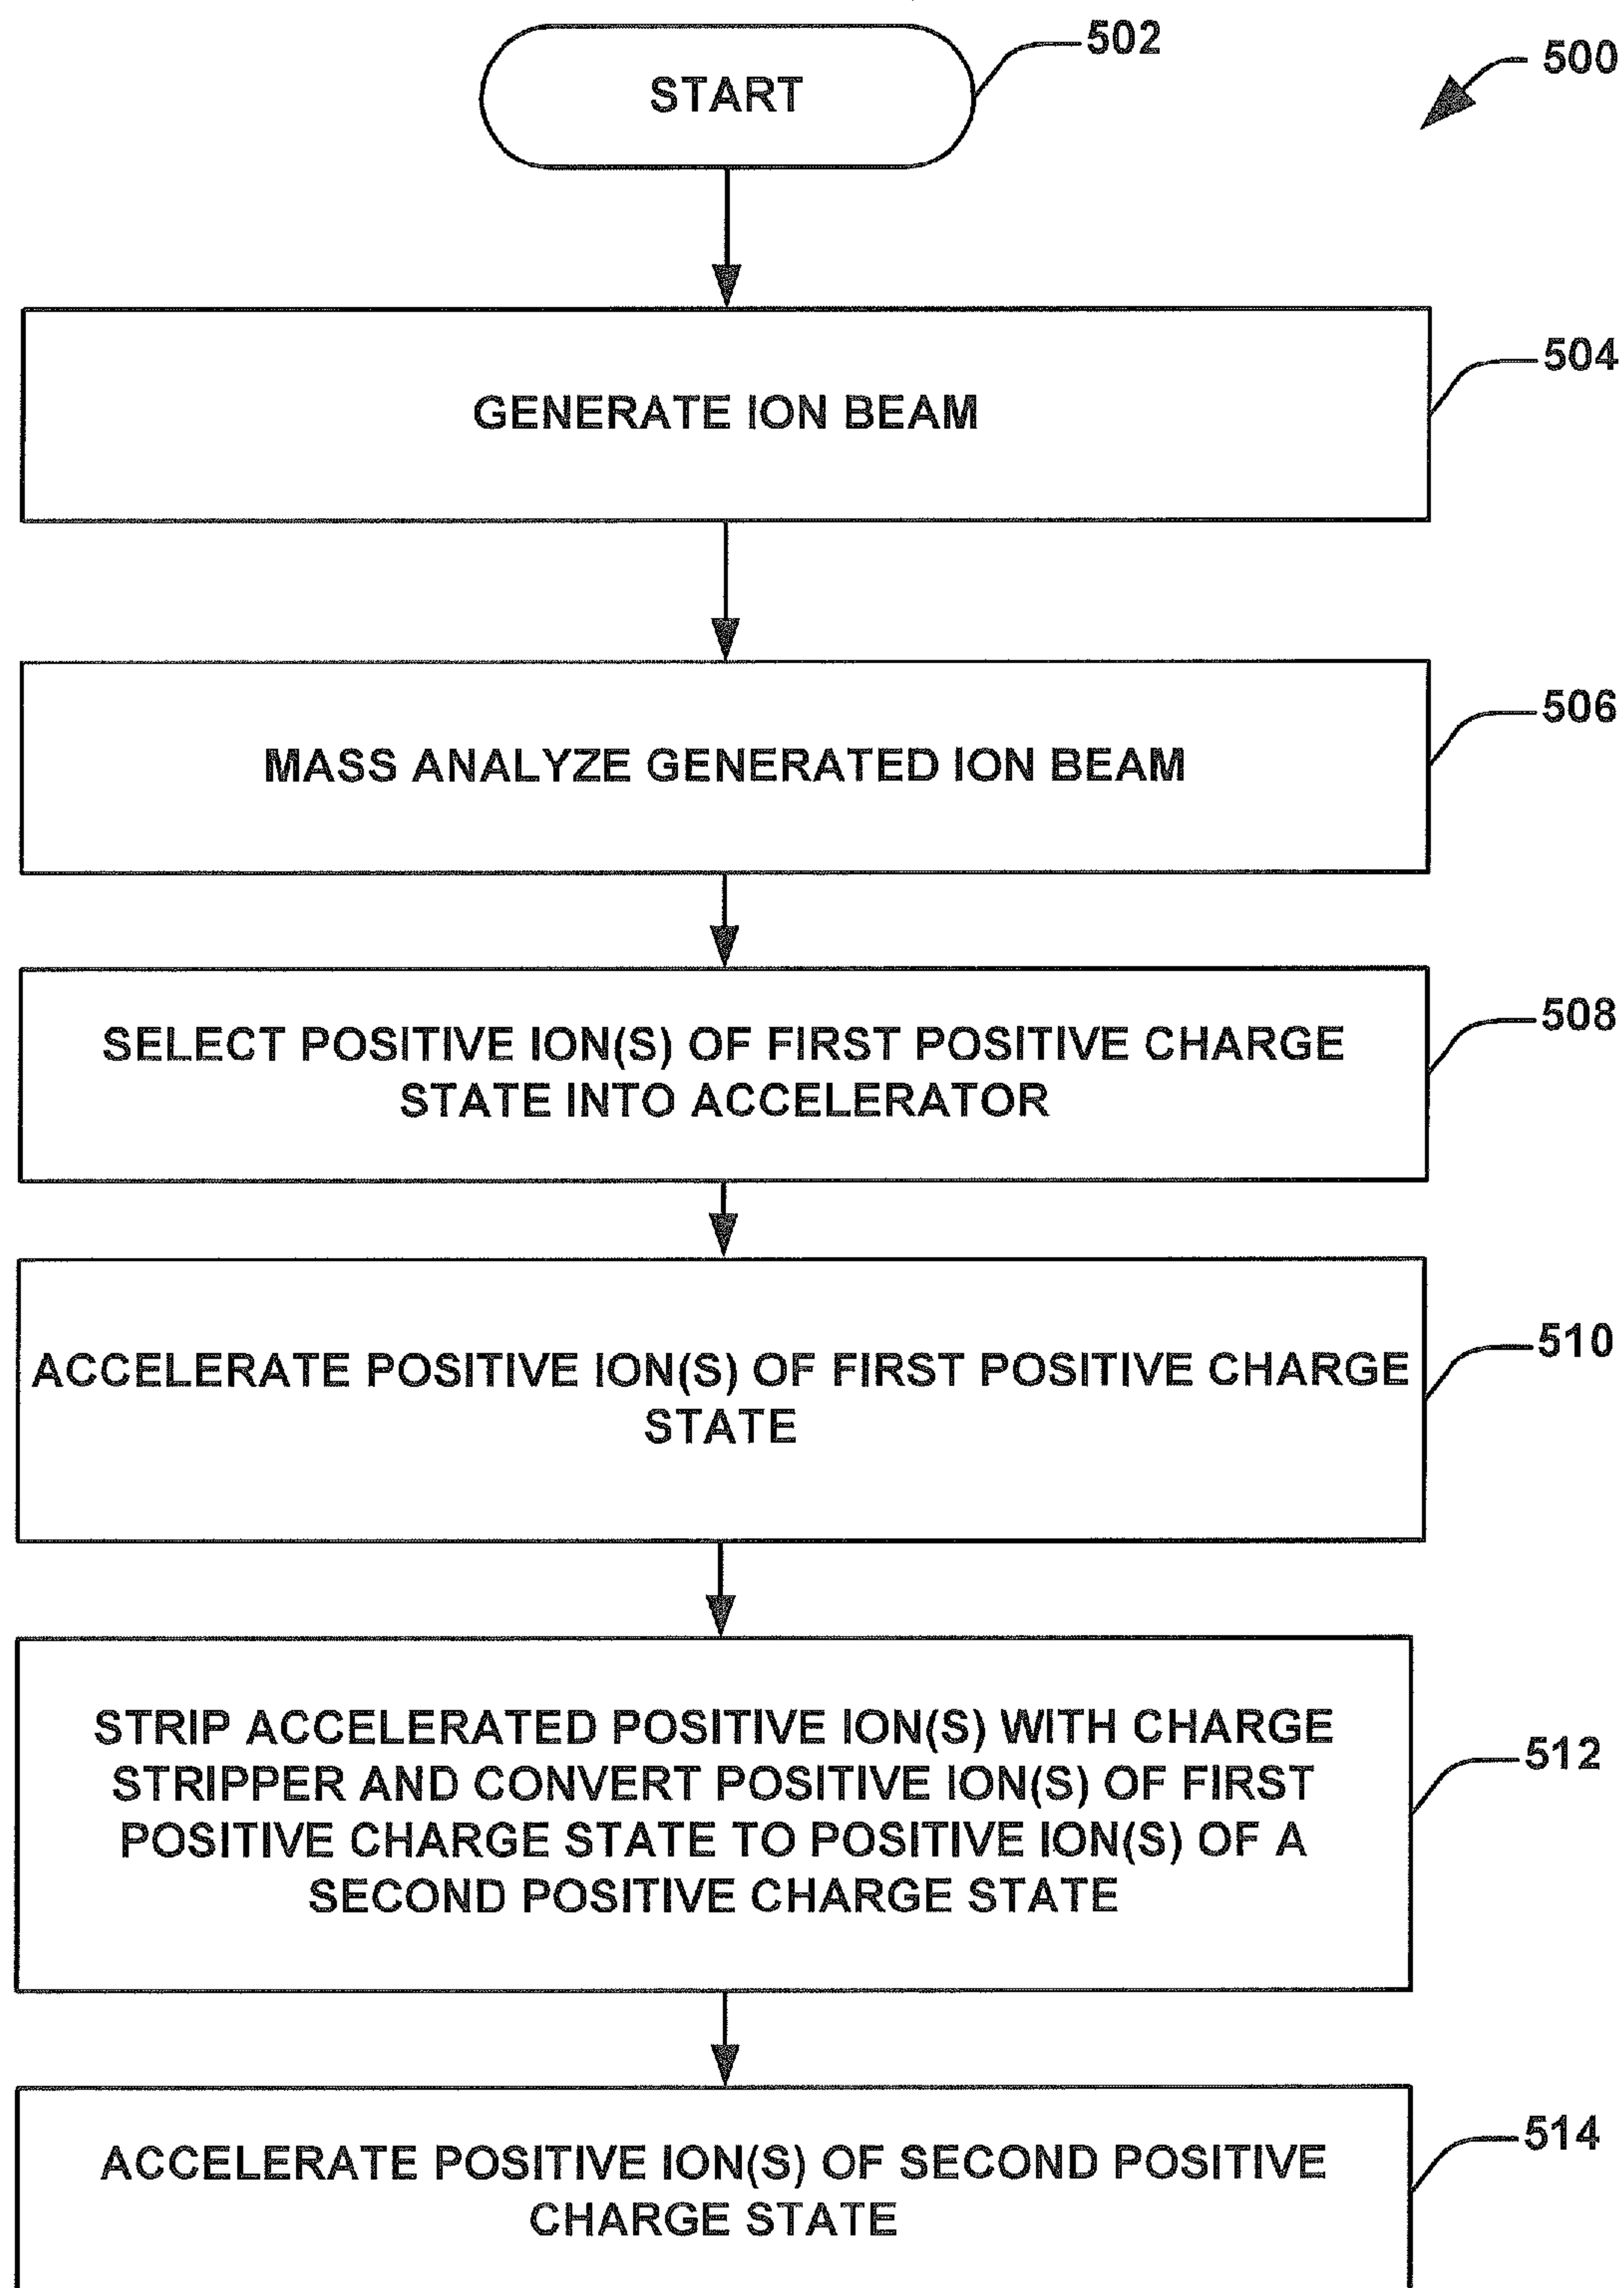 502
500
START
504
GENERATE ION BEAM
506
MASS ANALYZE GENERATED ION BEAM
508
SELECT POSITIVE ION(S) OF FIRST POSITIVE CHARGE
STATE INTO ACCELERATOR
510
ACCELERATE POSITIVE ION(S) OF FIRST POSITIVE CHARGE
STATE
512
STRIP ACCELERATED POSITIVE ION(S) WITH CHARGE
STRIPPER AND CONVERT POSITIVE ION(S) OF FIRST
POSITIVE CHARGE STATE TO POSITIVE ION(S) OF A
SECOND POSITIVE CHARGE STATE
514
ACCELERATE POSITIVE ION(S) OF SECOND POSITIVE
CHARGE STATE